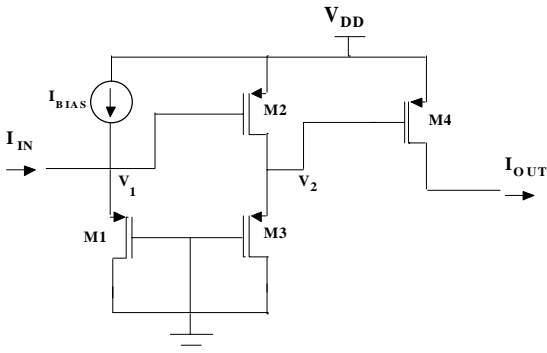 V_DD
I_BIAS
M2
M4
I_IN
I_OUT
V_1
V_2
M1
M3